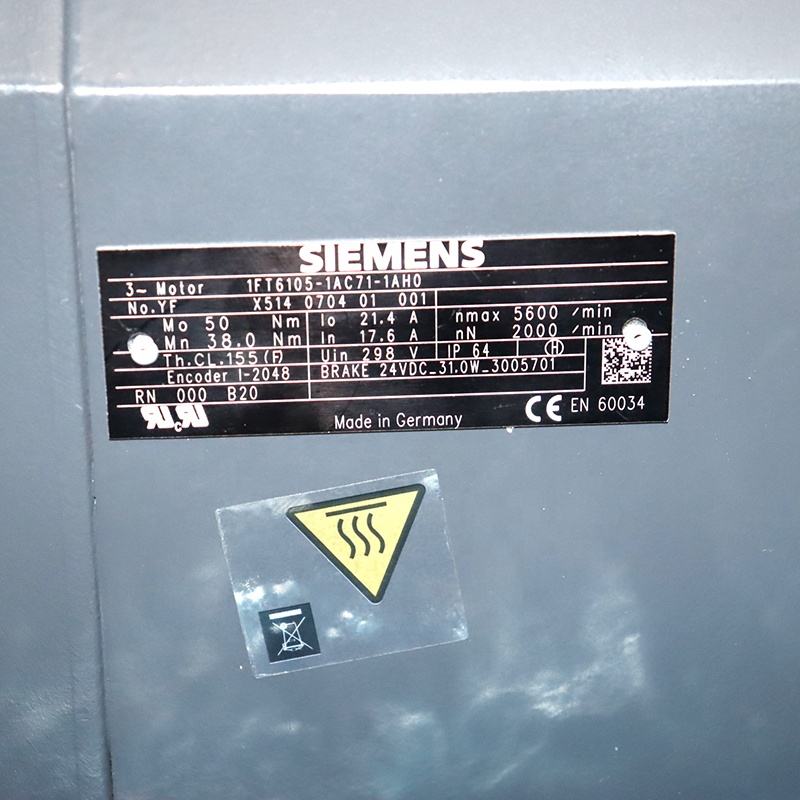 SIEMENS
3~ Motor 1FT6105-1AC71-1AH0
No.YF X514 0704 01 001
Mo 50 Nm Io 21.4 A nmax 5600 /min
Mn 38.0 Nm In 17.6 A nN 2000 /min
Th.CL.155(F) Uin 298 V IP 64 (H)
Encoder I-2048 BRAKE 24VDC_31.0W_3005701
RN 000 B20
Made in Germany CE EN 60034